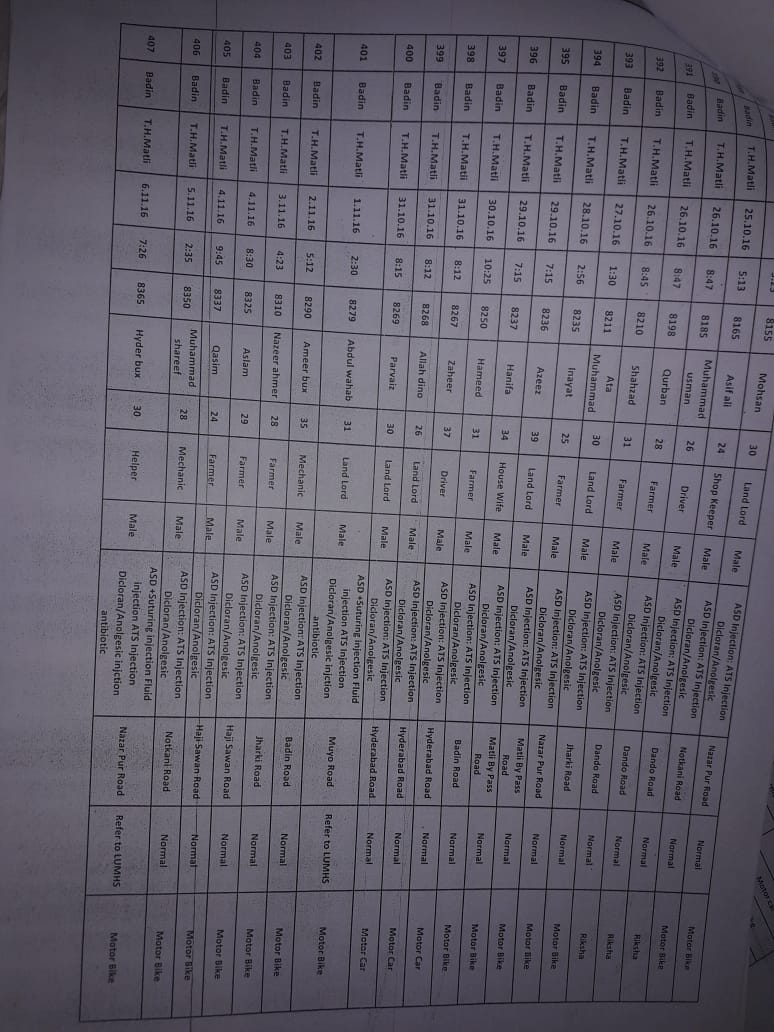 8155 Mohsan 30 Land Lord Male ASD Injection: ATS Injection Nazar Pur Road Normal Motor Bike
Dicloran/Anolgesic
Badin T.H.Matli 25.10.16 5:13 8165 Asif ali 24 Shop Keeper Male ASD Injection: ATS Injection Notkani Road Normal Motor Bike
Dicloran/Anolgesic
390 Badin T.H.Matli 26.10.16 8:47 8185 Muhammad 26 Driver Male ASD Injection: ATS Injection Dando Road Normal Riksha
usman Dicloran/Anolgesic
391 Badin T.H.Matli 26.10.16 8:47 8198 Qurban 28 Farmer Male ASD Injection: ATS Injection Dando Road Normal Riksha
Dicloran/Anolgesic
392 Badin T.H.Matli 26.10.16 8:45 8210 Shahzad 31 Farmer Male ASD Injection: ATS Injection Dando Road Normal Riksha
Dicloran/Anolgesic
393 Badin T.H.Matli 27.10.16 1:30 8211 Ata 30 Land Lord Male ASD Injection: ATS Injection Jharki Road Normal Motor Bike
Muhammad Dicloran/Anolgesic
394 Badin T.H.Matli 28.10.16 2:56 8235 Inayat 25 Farmer Male ASD Injection: ATS Injection Nazar Pur Road Normal Motor Bike
Dicloran/Anolgesic
395 Badin T.H.Matli 29.10.16 7:15 8236 Azeez 39 Land Lord Male ASD Injection: ATS Injection Matli By Pass Normal Motor Bike
Dicloran/Anolgesic Road
396 Badin T.H.Matli 29.10.16 7:15 8237 Hanifa 34 House Wife Male ASD Injection: ATS Injection Matli By Pass Normal Motor Bike
Dicloran/Anolgesic Road
397 Badin T.H.Matli 30.10.16 10:25 8250 Hameed 31 Farmer Male ASD Injection: ATS Injection Badin Road Normal Motor Bike
Dicloran/Anolgesic
398 Badin T.H.Matli 31.10.16 8:12 8267 Zaheer 37 Driver Male ASD Injection: ATS Injection Hyderabad Road Normal Motor Car
Dicloran/Anolgesic
399 Badin T.H.Matli 31.10.16 8:12 8268 Allah dino 26 Land Lord Male ASD Injection: ATS Injection Hyderabad Road Normal Motor Car
Dicloran/Anolgesic
400 Badin T.H.Matli 31.10.16 8:15 8269 Parvaiz 30 Land Lord Male ASD Injection: ATS Injection Hyderabad Road Normal Motor Car
Dicloran/Anolgesic
401 Badin T.H.Matli 1.11.16 2:30 8279 Abdul wahab 31 Land Lord Male ASD +Suturing injection Fluid Muyo Road Refer to LUMHS Motor Bike
injection ATS Injection
Dicloran/Anolgesic injction
antibiotic
402 Badin T.H.Matli 2.11.16 5:12 8290 Ameer bux 35 Mechanic Male ASD Injection: ATS Injection Badin Road Normal Motor Bike
Dicloran/Anolgesic
403 Badin T.H.Matli 3.11.16 4:23 8310 Nazeer ahmer 28 Farmer Male ASD Injection: ATS Injection Jharki Road Normal Motor Bike
Dicloran/Anolgesic
404 Badin T.H.Matli 4.11.16 8:30 8325 Aslam 29 Farmer Male ASD Injection: ATS Injection Haji Sawan Road Normal Motor Bike
Dicloran/Anolgesic
405 Badin T.H.Matli 4.11.16 9:45 8337 Qasim 24 Farmer Male ASD Injection: ATS Injection Haji Sawan Road Normal Motor Bike
Dicloran/Anolgesic
406 Badin T.H.Matli 5.11.16 2:35 8350 Muhammad 28 Mechanic Male ASD Injection: ATS Injection Notkani Road Normal Motor Bike
shareef Dicloran/Anolgesic
407 Badin T.H.Matli 6.11.16 7:26 8365 Hyder bux 30 Helper Male ASD +Suturing injection Fluid Nazar Pur Road Refer to LUMHS Motor Bike
injection ATS Injection
Dicloran/Anolgesic injction
antibiotic